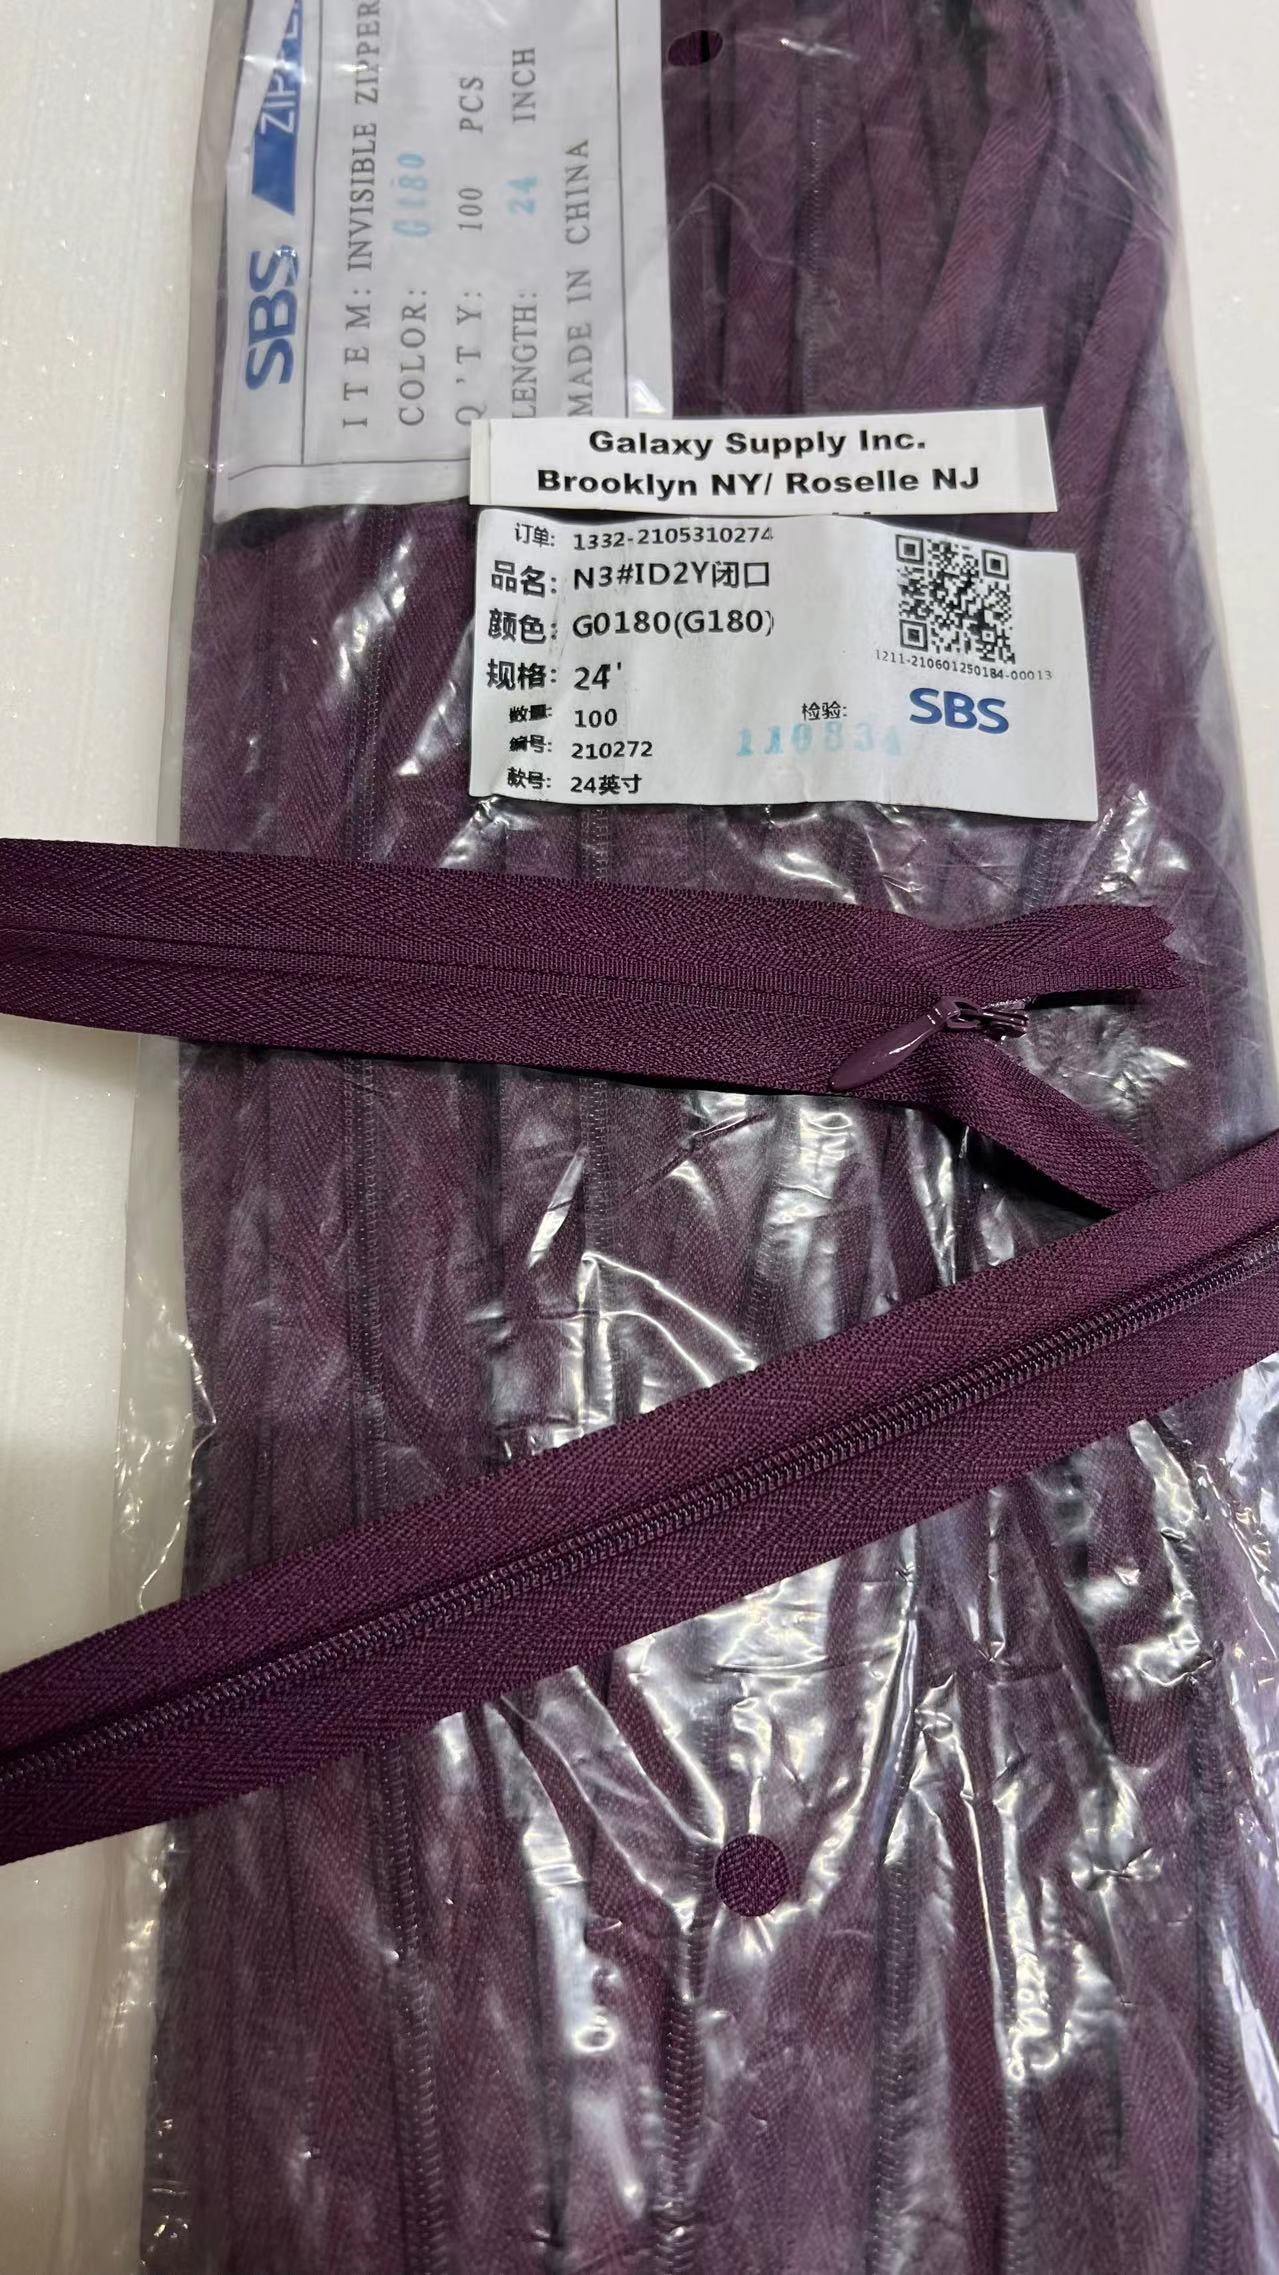 SBS ZIPPER
ITEM: INVISIBLE ZIPPER
COLOR: G180
Q'TY: 100 PCS
LENGTH: 24 INCH
MADE IN CHINA
Galaxy Supply Inc.
Brooklyn NY/ Roselle NJ
订单: 1332-2105310274
品名: N3#ID2Y闭口
颜色: G0180(G180)
规格: 24"
数量: 100
编号: 210272
款号: 24英寸
1211-210601250184-00013
SBS
检验:
110834